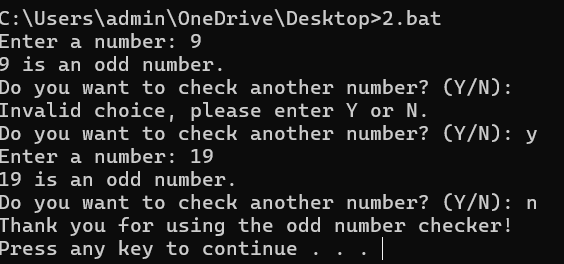 C:\Users\admin\OneDrive\Desktop>2.bat
Enter a number: 9
9 is an odd number.
Do you want to check another number? (Y/N):
Invalid choice, please enter Y or N.
Do you want to check another number? (Y/N): y
Enter a number: 19
19 is an odd number.
Do you want to check another number? (Y/N): n
Thank you for using the odd number checker!
Press any key to continue . . .